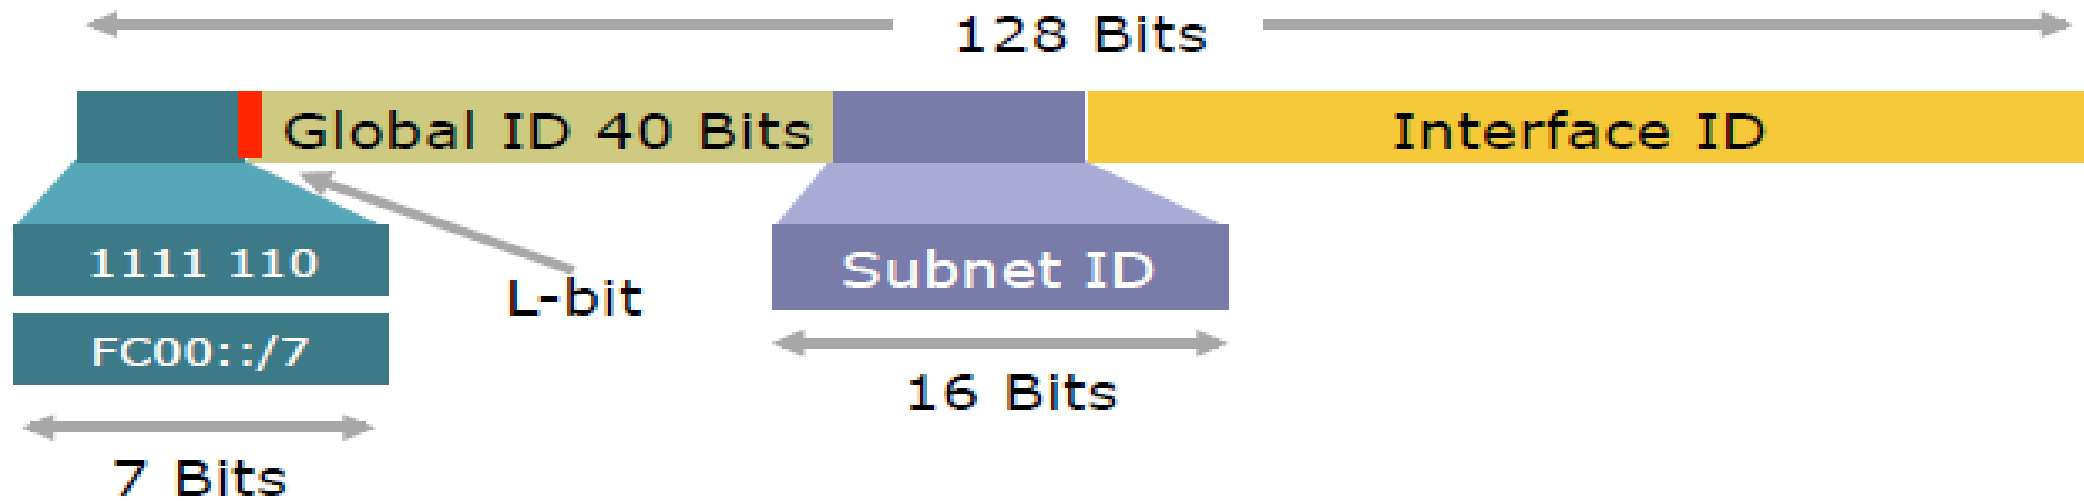 128 Bits
Global ID 40 Bits
Interface ID
1111 110
L-bit
Subnet ID
FC00::/7
16 Bits
7 Bits